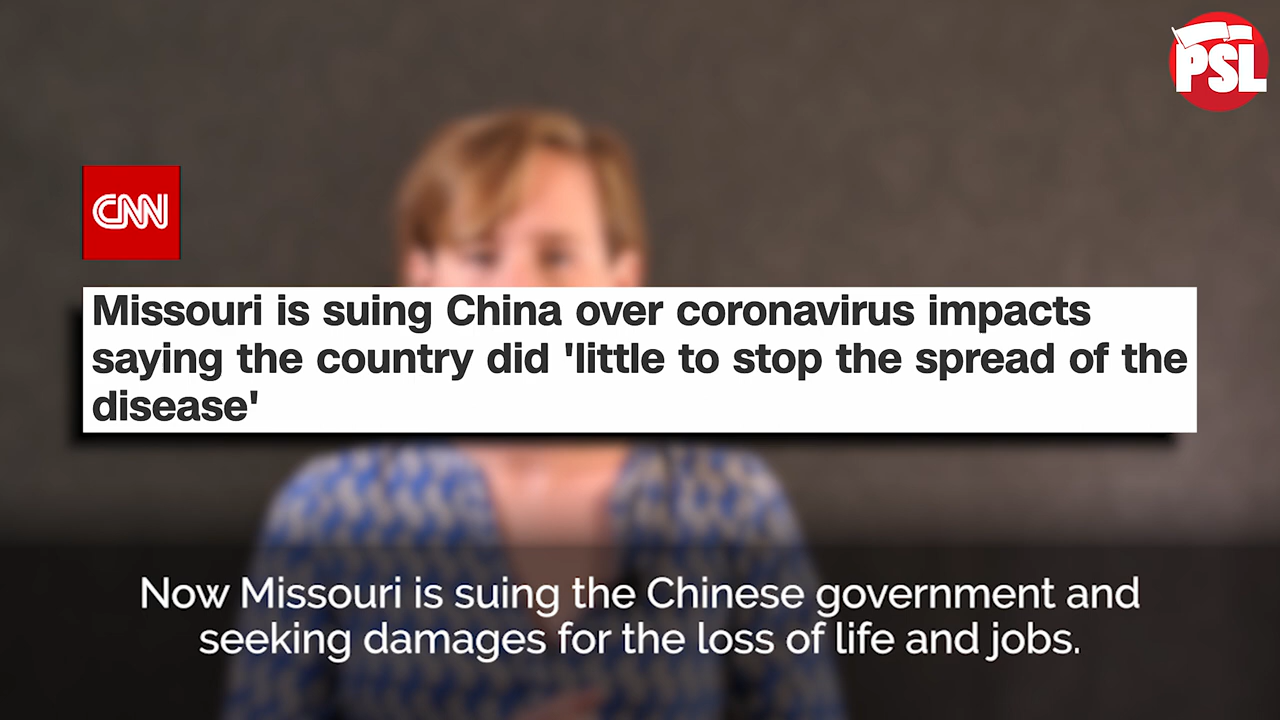 PSL
CNN
Missouri is suing China over coronavirus impacts
saying the country did 'little to stop the spread of the
disease'
Now Missouri is suing the Chinese government and
seeking damages for the loss of life and jobs.